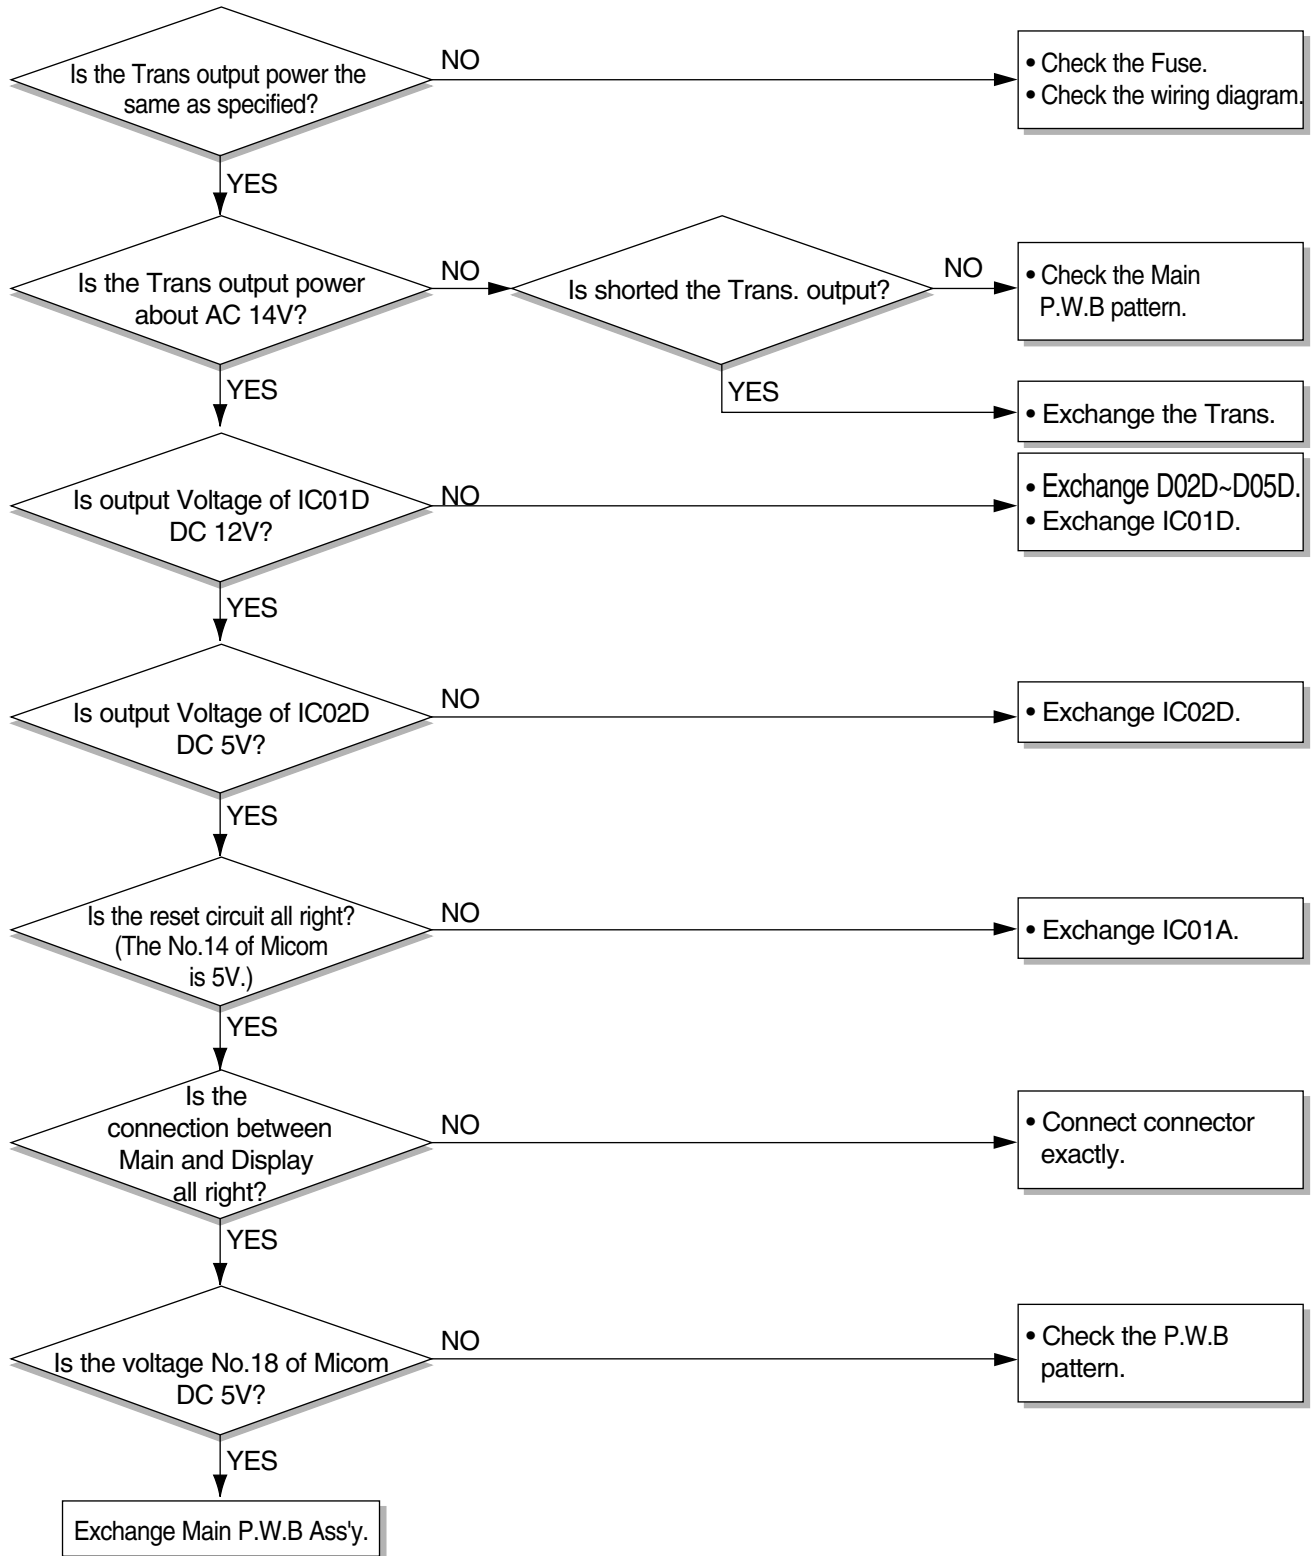 Is the Trans output power the
same as specified?
NO
• Check the Fuse.
• Check the wiring diagram.
YES
Is the Trans output power
about AC 14V?
NO
Is shorted the Trans. output?
NO
• Check the Main
P.W.B pattern.
YES
YES
• Exchange the Trans.
Is output Voltage of IC01D
DC 12V?
NO
• Exchange D02D~D05D.
• Exchange IC01D.
YES
Is output Voltage of IC02D
DC 5V?
NO
• Exchange IC02D.
YES
Is the reset circuit all right?
(The No.14 of Micom
is 5V.)
NO
• Exchange IC01A.
YES
Is the
connection between
Main and Display
all right?
NO
• Connect connector
exactly.
YES
Is the voltage No.18 of Micom
DC 5V?
NO
• Check the P.W.B
pattern.
YES
Exchange Main P.W.B Ass'y.